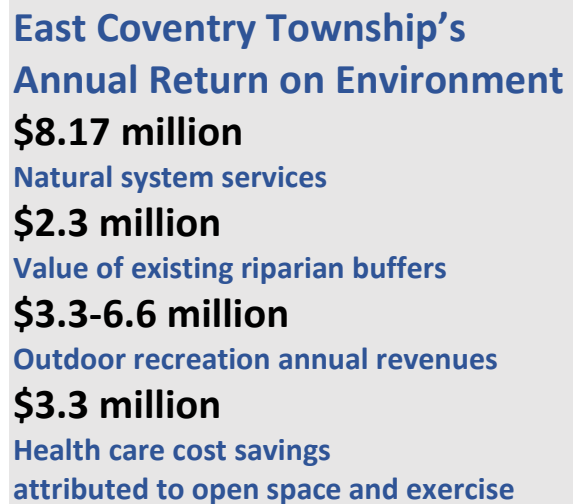 East Coventry Township’s
Annual Return on Environment
$8.17 million
Natural system services
$2.3 million
Value of existing riparian buffers
$3.3-6.6 million
Outdoor recreation annual revenues
$3.3 million
Health care cost savings
attributed to open space and exercise